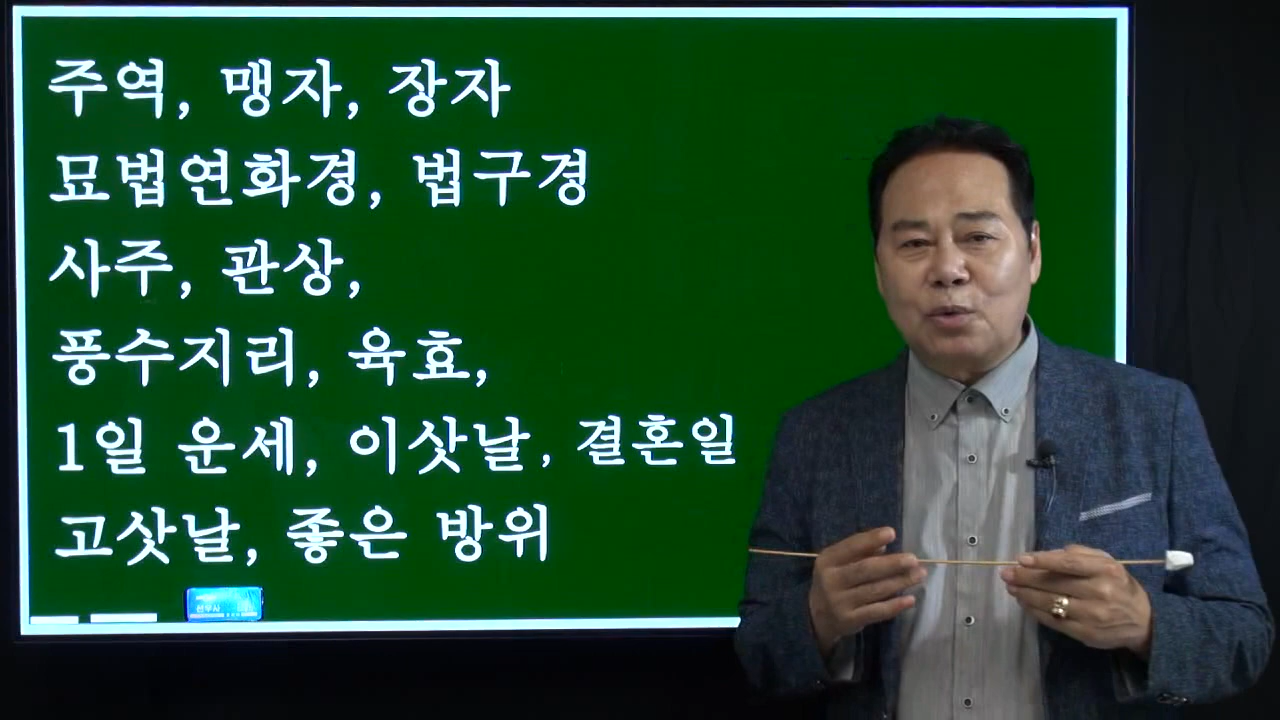 주역, 맹자, 장자
묘법연화경, 법구경
사주, 관상,
풍수지리, 육효,
1일 운세, 이삿날, 결혼일
고삿날, 좋은 방위